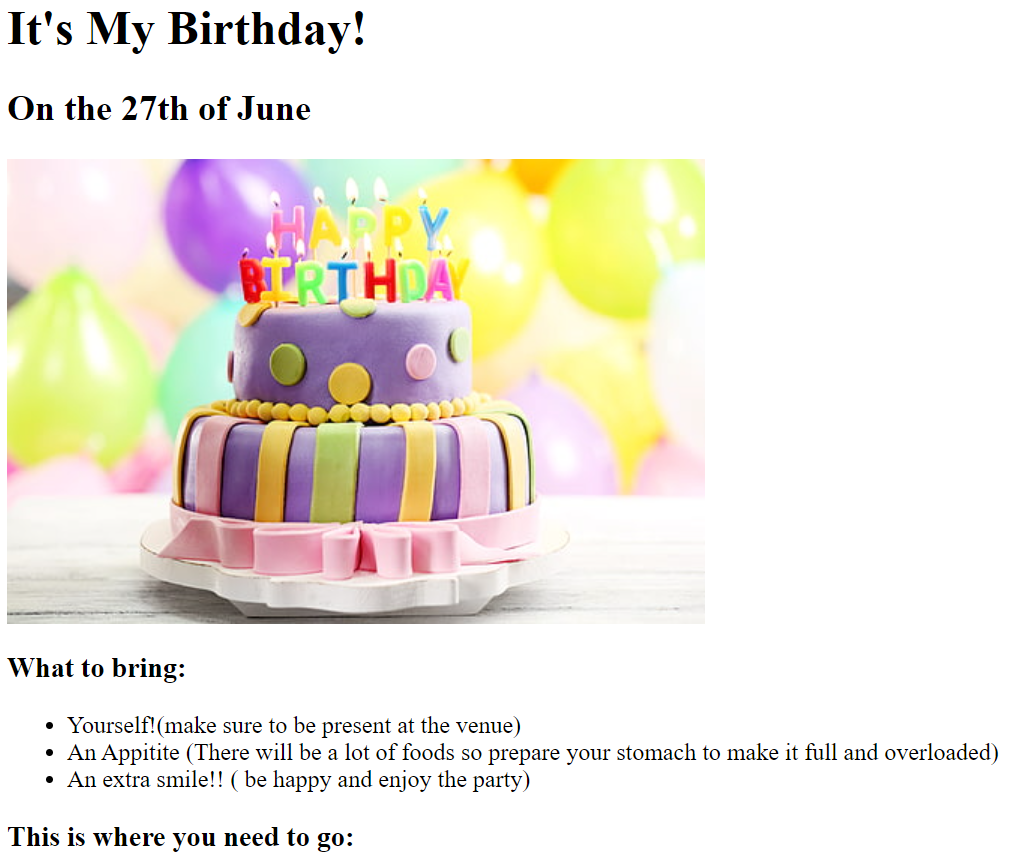 It's My Birthday!
On the 27th of June
HAPPY
BIRTHDAY
What to bring:
Yourself!(make sure to be present at the venue)
An Appitite (There will be a lot of foods so prepare your stomach to make it full and overloaded)
An extra smile!! ( be happy and enjoy the party)
This is where you need to go: